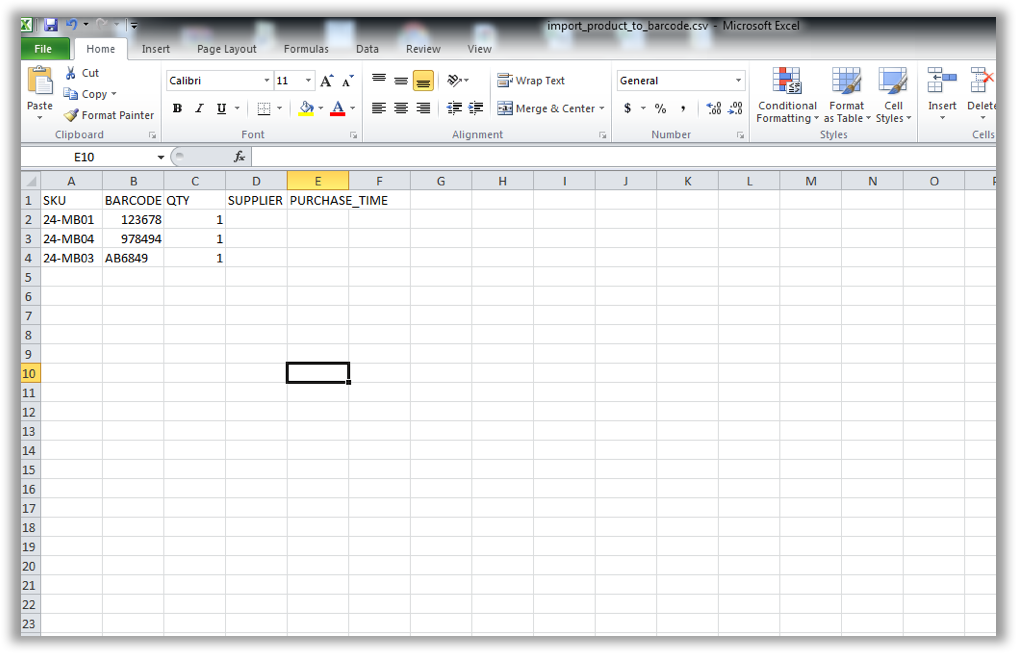 import_product_to_barcode.csv - Microsoft Excel
File Home Insert Page Layout Formulas Data Review View
Paste
Cut
Copy
Format Painter
Clipboard
Calibri 11
B I U
A A
A
Font
Wrap Text
Merge & Center
Alignment
General
$ % , .00 .00
Number
Conditional Formatting
Format as Table
Cell Styles
Styles
Insert
Delete
Cells
E10 fx
A B C D E F G H I J K L M N O
1 SKU BARCODE QTY SUPPLIER PURCHASE_TIME
2 24-MB01 123678 1
3 24-MB04 978494 1
4 24-MB03 AB6849 1
5
6
7
8
9
10
11
12
13
14
15
16
17
18
19
20
21
22
23